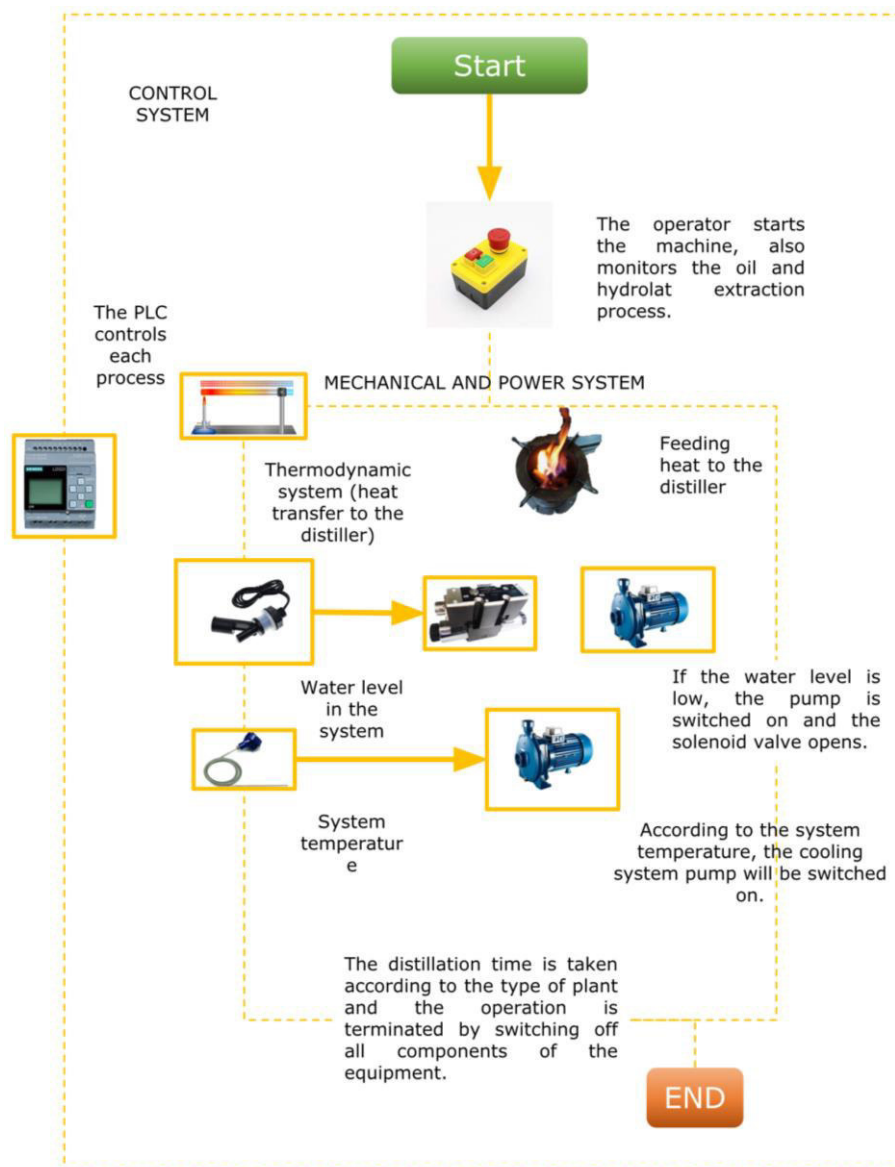 Start
CONTROL
SYSTEM
The operator starts
the machine, also
monitors the oil and
hydrolat extraction
process.
The PLC
controls
each
process
MECHANICAL AND POWER SYSTEM
Feeding
heat to the
distiller
Thermodynamic
system (heat
transfer to the
distiller)
SIEMENS
If the water level is
low, the pump is
switched on and the
solenoid valve opens.
Water level
in the
system
System
temperatur
e
According to the system
temperature, the cooling
system pump will be switched
on.
The distillation time is taken
according to the type of plant
and the operation is
terminated by switching off
all components of the
equipment.
END